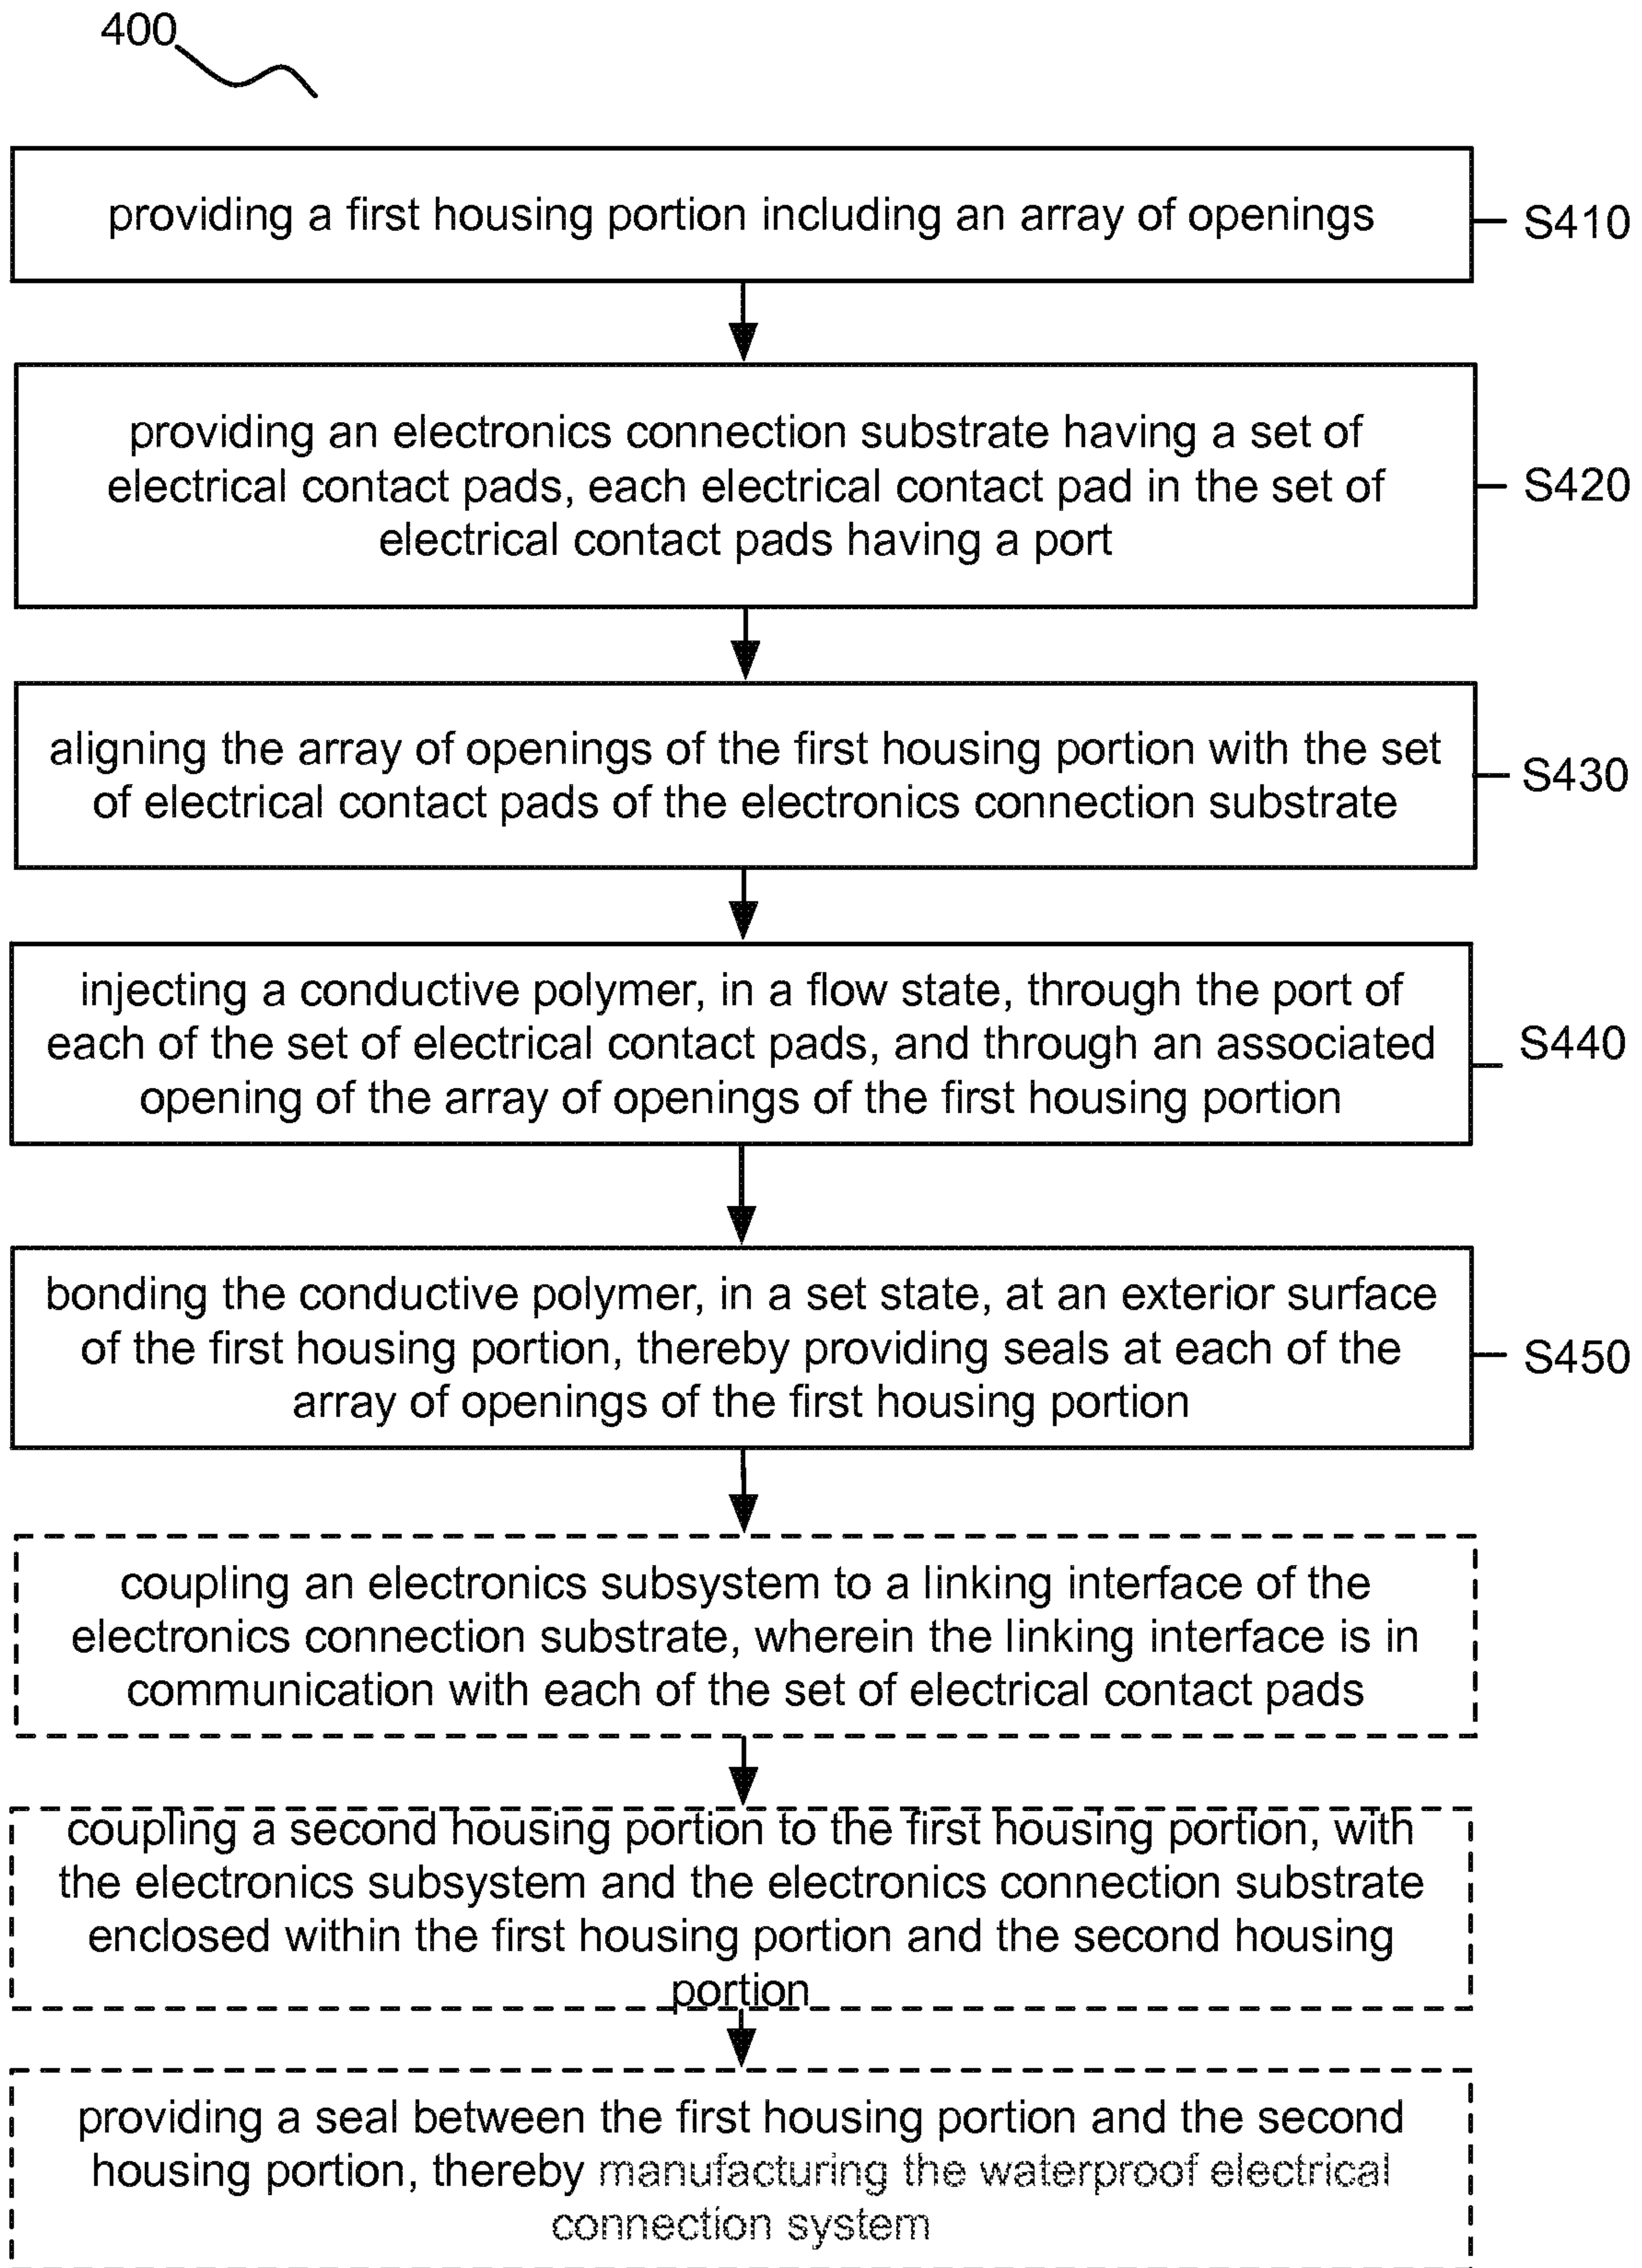 400
providing a first housing portion including an array of openings
S410
providing an electronics connection substrate having a set of
electrical contact pads, each electrical contact pad in the set of
electrical contact pads having a port
S420
aligning the array of openings of the first housing portion with the set
of electrical contact pads of the electronics connection substrate
S430
injecting a conductive polymer, in a flow state, through the port of
each of the set of electrical contact pads, and through an associated
opening of the array of openings of the first housing portion
S440
bonding the conductive polymer, in a set state, at an exterior surface
of the first housing portion, thereby providing seals at each of the
array of openings of the first housing portion
S450
coupling an electronics subsystem to a linking interface of the
electronics connection substrate, wherein the linking interface is in
communication with each of the set of electrical contact pads
coupling a second housing portion to the first housing portion, with
the electronics subsystem and the electronics connection substrate
enclosed within the first housing portion and the second housing
portion
providing a seal between the first housing portion and the second
housing portion, thereby manufacturing the waterproof electrical
connection system